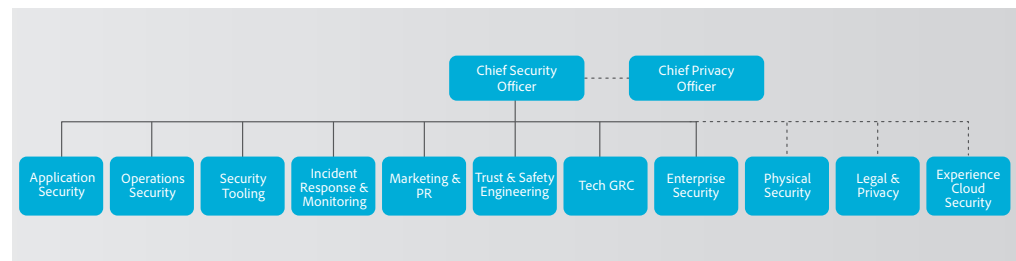 Chief Security
Officer
Chief Privacy
Officer
Application
Security
Operations
Security
Security
Tooling
Incident
Response &
Monitoring
Marketing &
PR
Trust & Safety
Engineering
Tech GRC
Enterprise
Security
Physical
Security
Legal &
Privacy
Experience
Cloud
Security